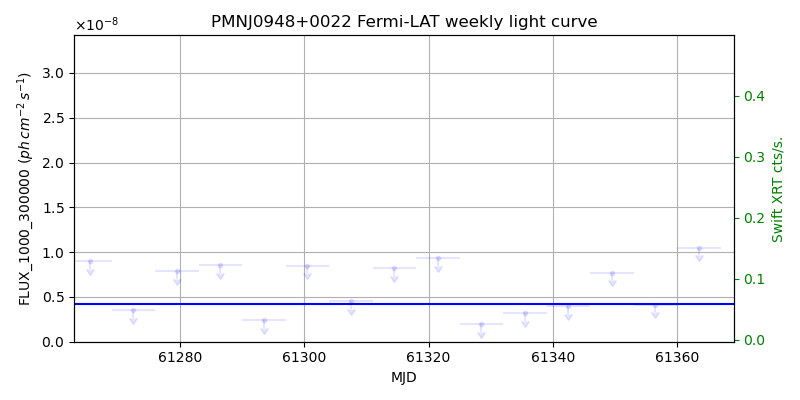 PMNJ0948+0022 Fermi-LAT weekly light curve
×10⁻⁸
3.0
2.5
2.0
1.5
1.0
0.5
0.0
FLUX_1000_300000 (ph cm⁻² s⁻¹)
0.4
0.3
0.2
0.1
0.0
Swift XRT cts/s.
61280 61300 61320 61340 61360
MJD